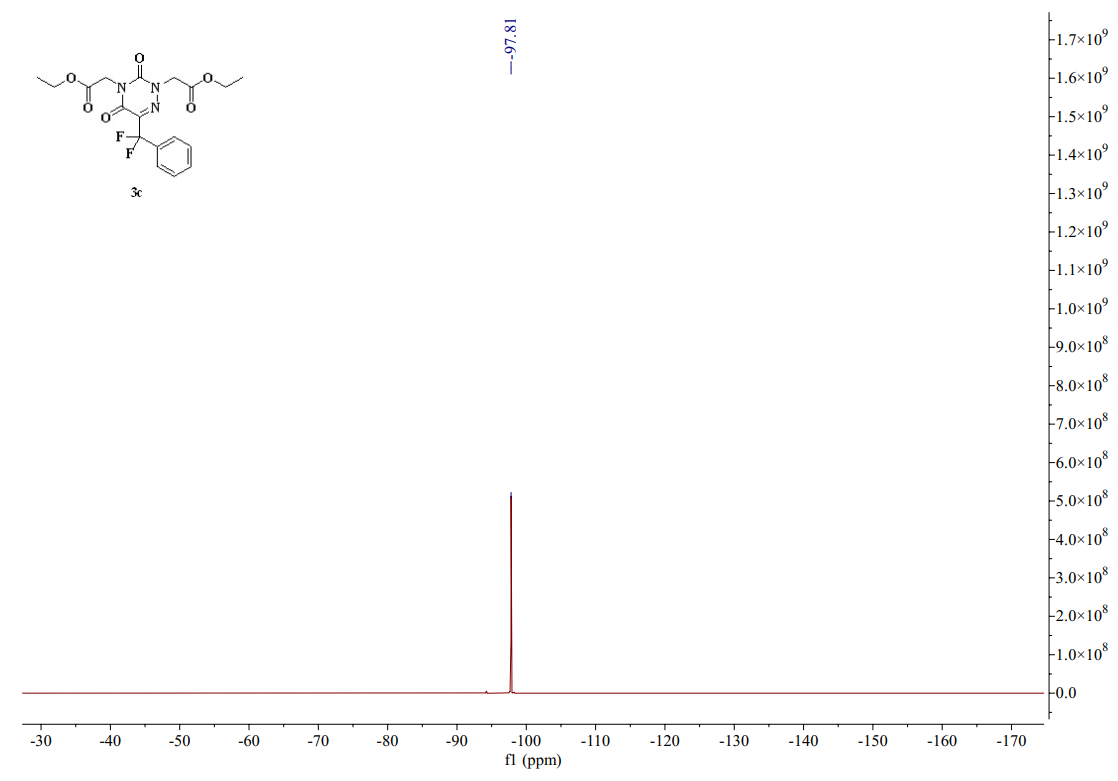 -97.81
O
O
O
N
N
O
O
O
N
O
F
F
3c
1.7×10⁹
1.6×10⁹
1.5×10⁹
1.4×10⁹
1.3×10⁹
1.2×10⁹
1.1×10⁹
1.0×10⁹
9.0×10⁸
8.0×10⁸
7.0×10⁸
6.0×10⁸
5.0×10⁸
4.0×10⁸
3.0×10⁸
2.0×10⁸
1.0×10⁸
0.0
-30 -40 -50 -60 -70 -80 -90 -100 -110 -120 -130 -140 -150 -160 -170
f1 (ppm)